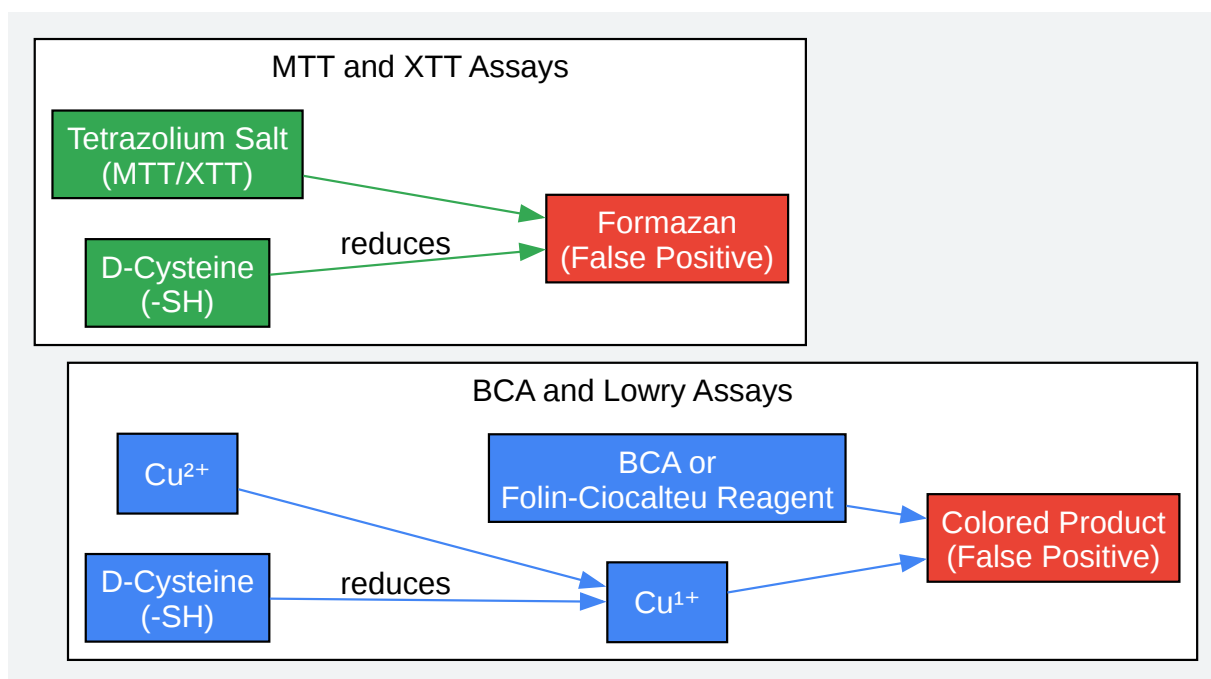 MTT and XTT Assays
Tetrazolium Salt
(MTT/XTT)
D-Cysteine
(-SH)
reduces
Formazan
(False Positive)
BCA and Lowry Assays
Cu²⁺
D-Cysteine
(-SH)
reduces
BCA or
Folin-Ciocalteu Reagent
Cu¹⁺
Colored Product
(False Positive)